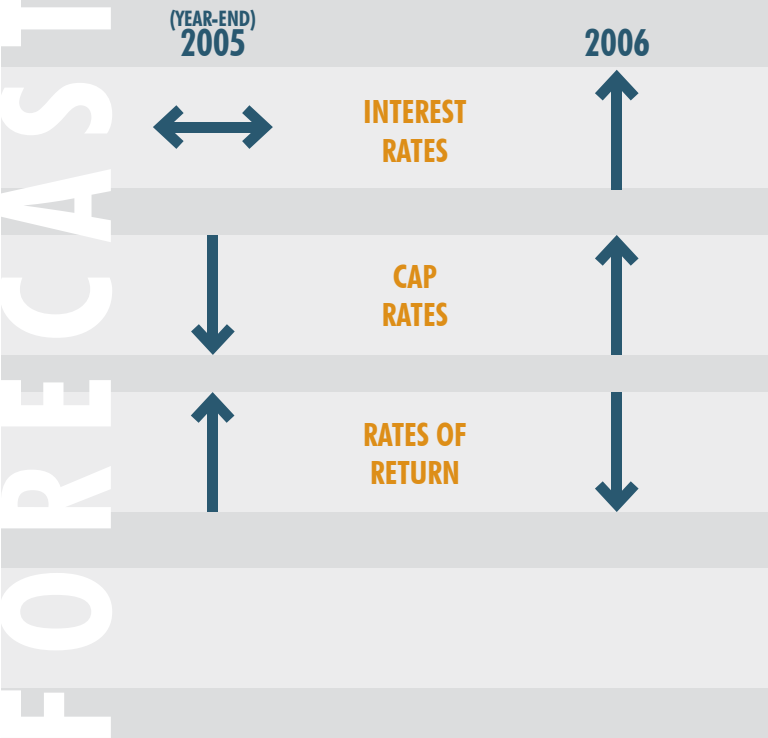 (YEAR-END)
2005
2006
INTEREST
RATES
CAP
RATES
RATES OF
RETURN
FORECAST